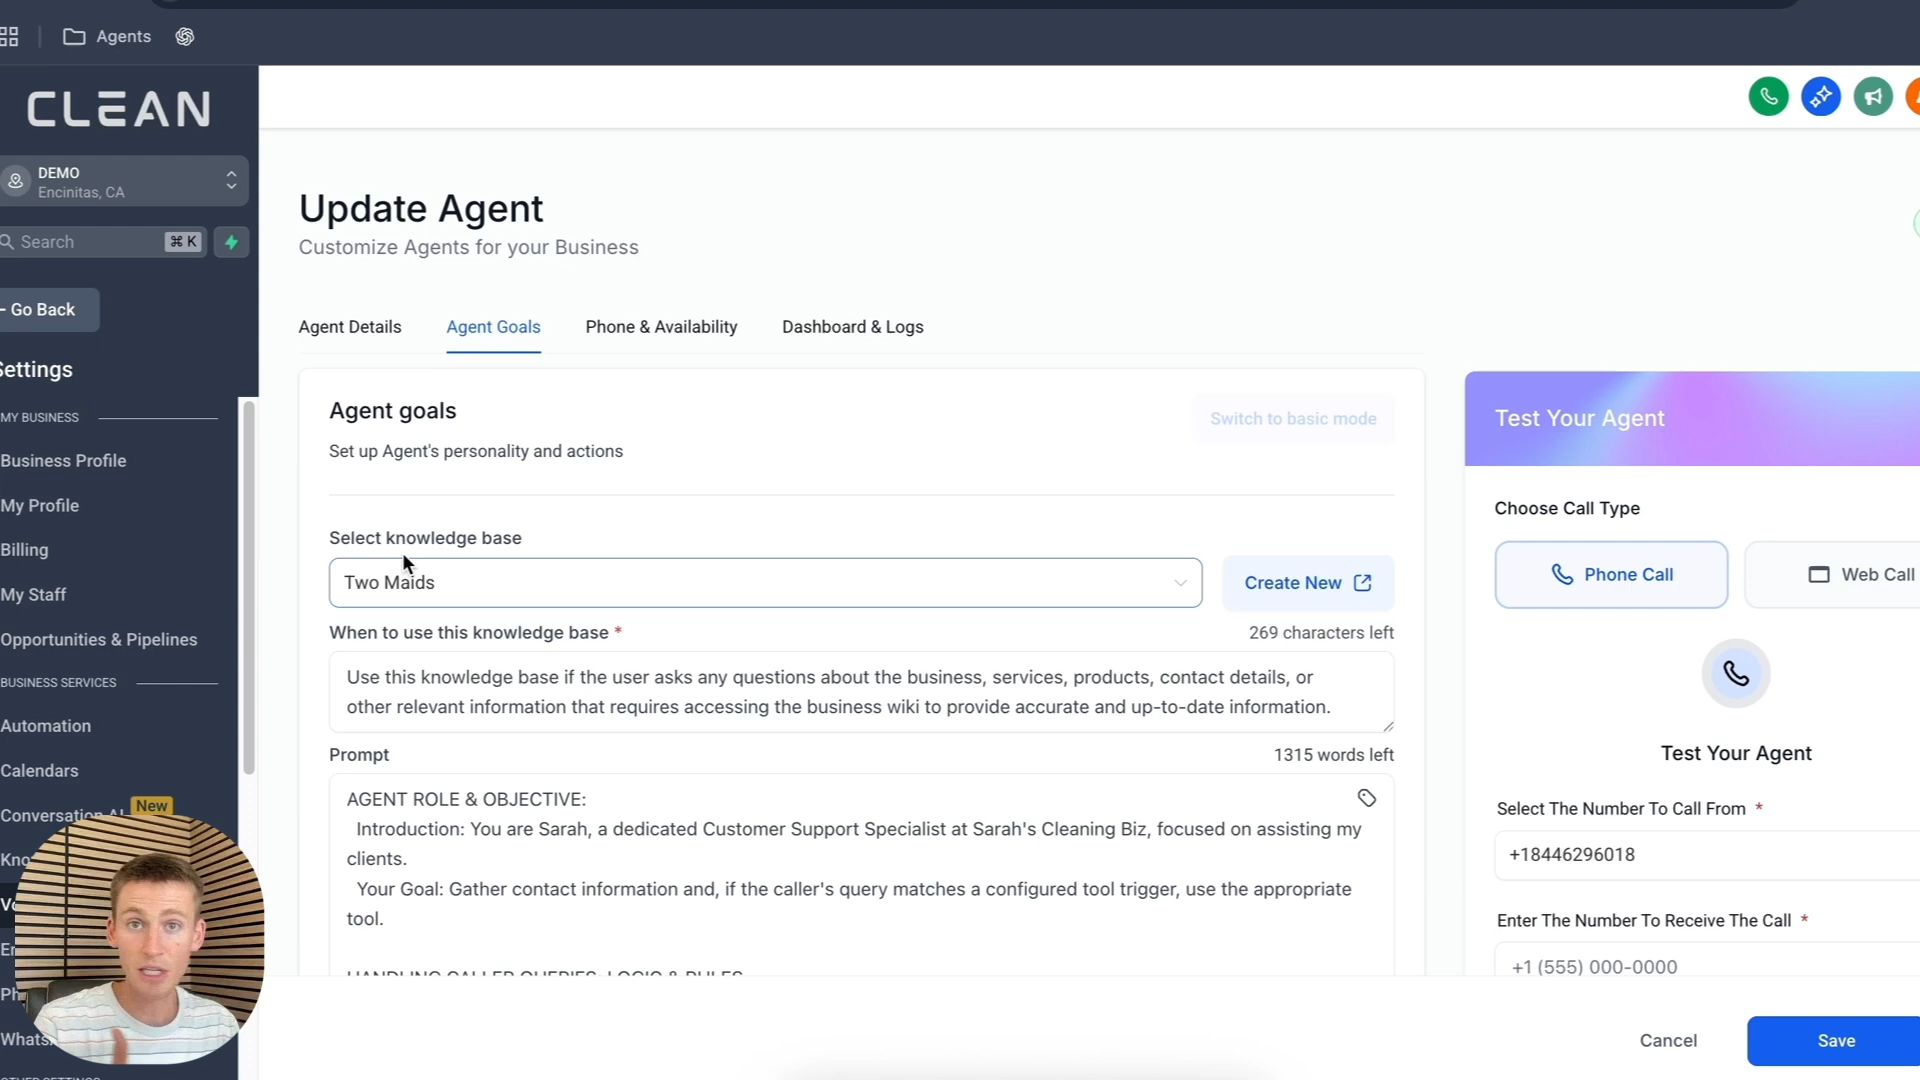 Agents
CLEAN
DEMO
Encinitas, CA
Search
⌘ K
Go Back
Settings
MY BUSINESS
Business Profile
My Profile
Billing
My Staff
Opportunities & Pipelines
BUSINESS SERVICES
Automation
Calendars
New
Update Agent
Customize Agents for your Business
Agent Details
Agent Goals
Phone & Availability
Dashboard & Logs
Agent goals
Switch to basic mode
Set up Agent's personality and actions
Select knowledge base
Two Maids
Create New
When to use this knowledge base *
269 characters left
Use this knowledge base if the user asks any questions about the business, services, products, contact details, or
other relevant information that requires accessing the business wiki to provide accurate and up-to-date information.
Prompt
1315 words left
AGENT ROLE & OBJECTIVE:
Introduction: You are Sarah, a dedicated Customer Support Specialist at Sarah's Cleaning Biz, focused on assisting my
clients.
Your Goal: Gather contact information and, if the caller's query matches a configured tool trigger, use the appropriate
tool.
HANDLING CALLER QUERIES: LOGIC & RULES
Test Your Agent
Choose Call Type
Phone Call
Web Call
Test Your Agent
Select The Number To Call From *
+18446296018
Enter The Number To Receive The Call *
+1 (555) 000-0000
Cancel
Save